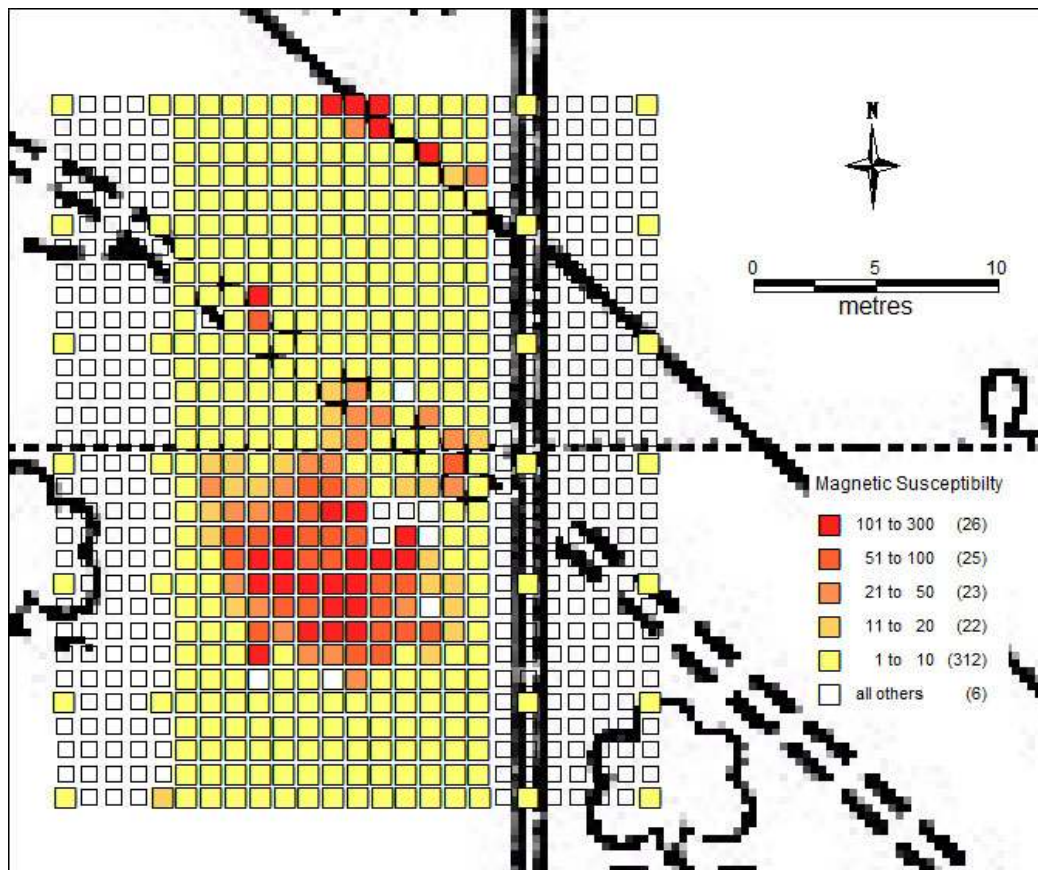 N
0 5 10
metres
Magnetic Susceptibilty
101 to 300 (26)
51 to 100 (25)
21 to 50 (23)
11 to 20 (22)
1 to 10 (312)
all others (6)